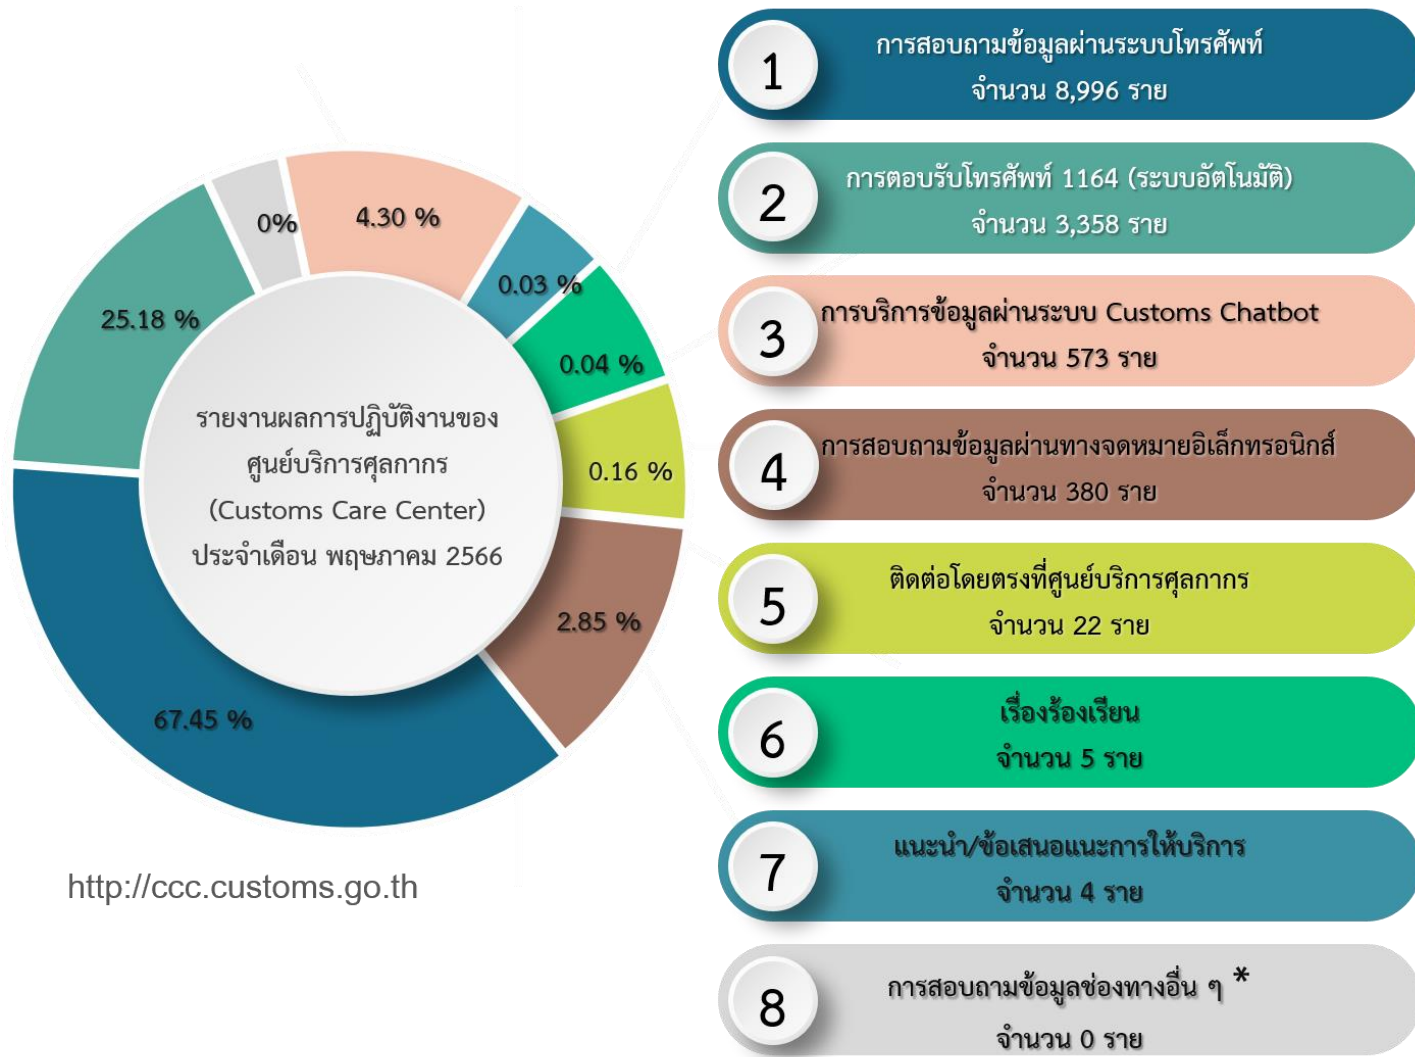 0%
4.30 %
0.03 %
0.04 %
0.16 %
2.85 %
67.45 %
25.18 %
รายงานผลการปฏิบัติงานของ
ศูนย์บริการศุลกากร
(Customs Care Center)
ประจำเดือน พฤษภาคม 2566
http://ccc.customs.go.th
1
การสอบถามข้อมูลผ่านระบบโทรศัพท์
จำนวน 8,996 ราย
2
การตอบรับโทรศัพท์ 1164 (ระบบอัตโนมัติ)
จำนวน 3,358 ราย
3
การบริการข้อมูลผ่านระบบ Customs Chatbot
จำนวน 573 ราย
4
การสอบถามข้อมูลผ่านทางจดหมายอิเล็กทรอนิกส์
จำนวน 380 ราย
5
ติดต่อโดยตรงที่ศูนย์บริการศุลกากร
จำนวน 22 ราย
6
เรื่องร้องเรียน
จำนวน 5 ราย
7
แนะนำ/ข้อเสนอแนะการให้บริการ
จำนวน 4 ราย
8
การสอบถามข้อมูลช่องทางอื่น ๆ *
จำนวน 0 ราย